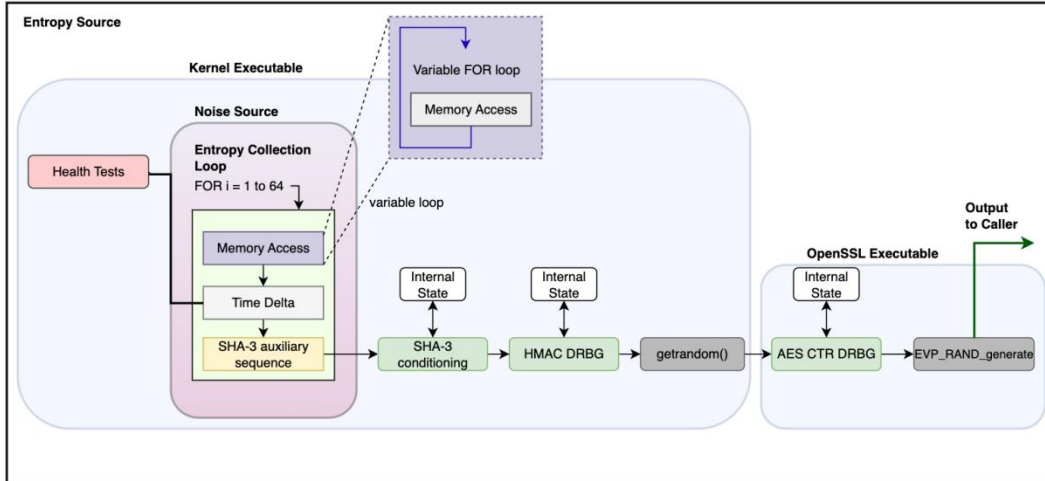 Entropy Source
Kernel Executable
Variable FOR loop
Memory Access
Noise Source
Health Tests
Entropy Collection
Loop
FOR i = 1 to 64
variable loop
Memory Access
Time Delta
SHA-3 auxiliary
sequence
Internal
State
SHA-3
conditioning
Internal
State
HMAC DRBG
getrandom()
OpenSSL Executable
Internal
State
AES CTR DRBG
EVP_RAND_generate
Output
to Caller